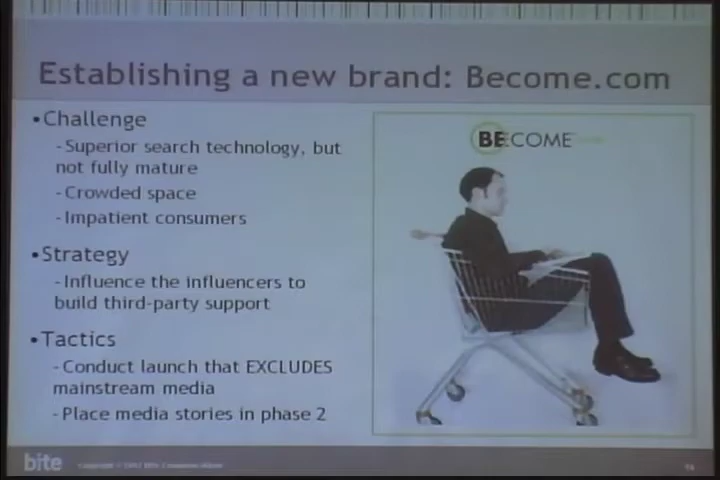 Establishing a new brand: Become.com
•Challenge
-Superior search technology, but
not fully mature
-Crowded space
-Impatient consumers
•Strategy
-Influence the influencers to
build third-party support
•Tactics
-Conduct launch that EXCLUDES
mainstream media
-Place media stories in phase 2
BECOME
bite